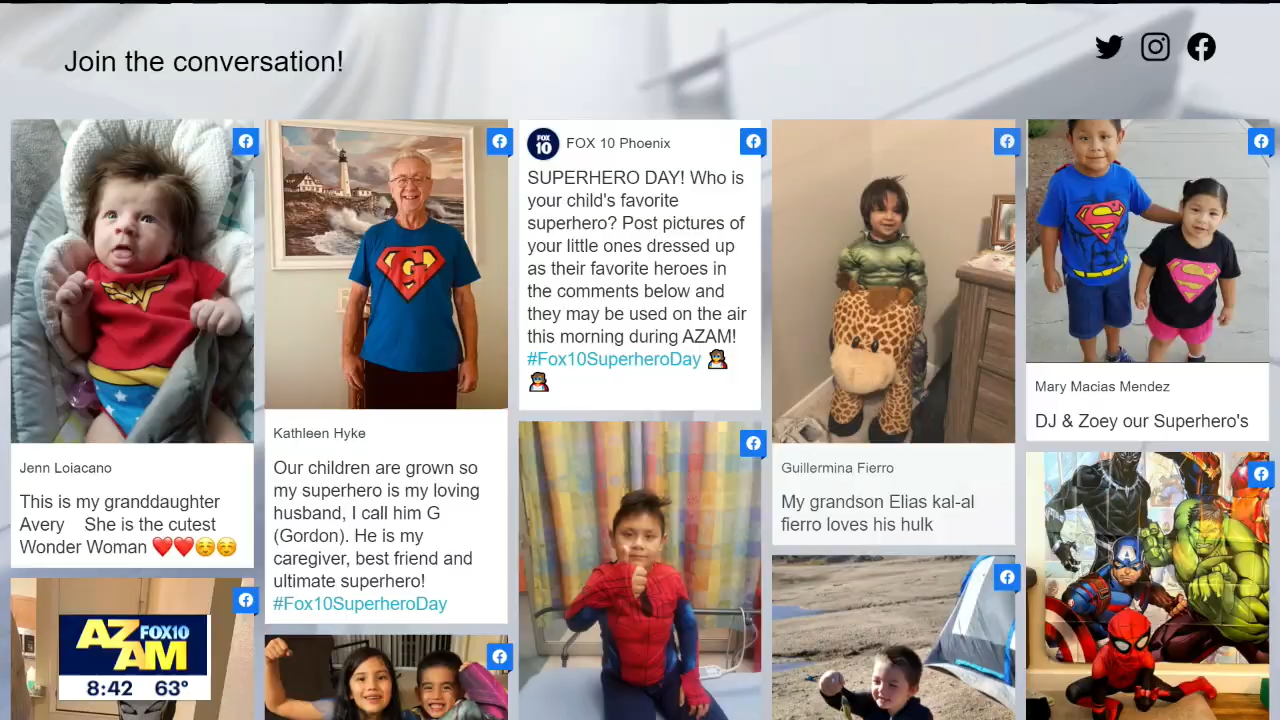 Join the conversation!
Jenn Loiacano
This is my granddaughter
Avery She is the cutest
Wonder Woman ❤️❤️☺️☺️
AZ FOX10
AM
8:42 63°
G
Kathleen Hyke
Our children are grown so
my superhero is my loving
husband, I call him G
(Gordon). He is my
caregiver, best friend and
ultimate superhero!
#Fox10SuperheroDay
FOX
10
FOX 10 Phoenix
SUPERHERO DAY! Who is
your child's favorite
superhero? Post pictures of
your little ones dressed up
as their favorite heroes in
the comments below and
they may be used on the air
this morning during AZAM!
#Fox10SuperheroDay
Guillermina Fierro
My grandson Elias kal-al
fierro loves his hulk
S
S
Mary Macias Mendez
DJ & Zoey our Superhero's
A